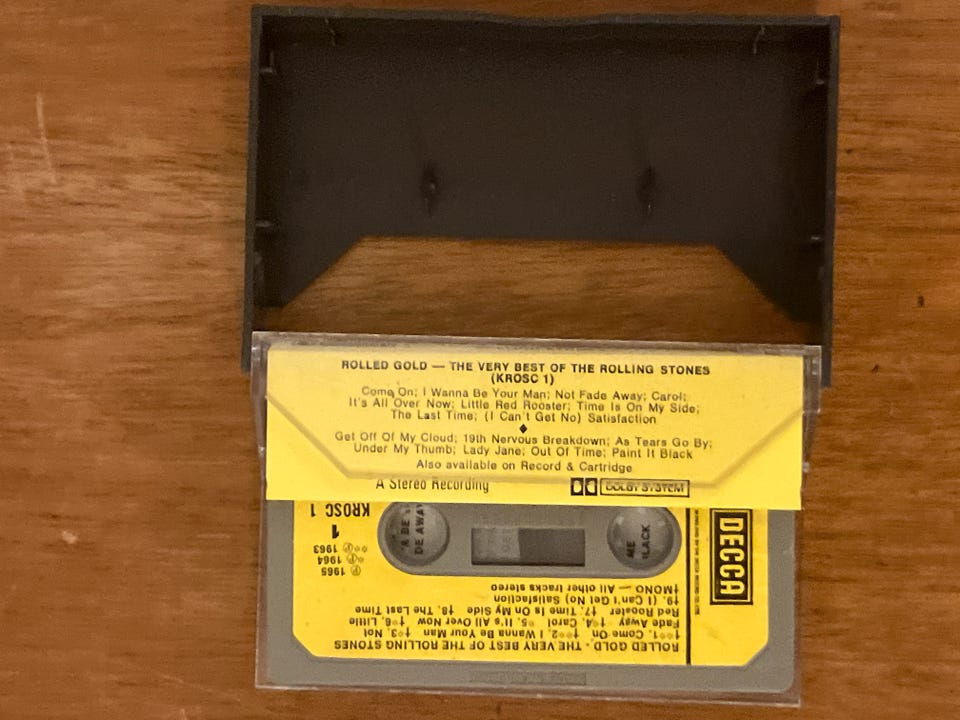 ROLLED GOLD — THE VERY BEST OF THE ROLLING STONES
(KROSC 1)
Come On; I Wanna Be Your Man; Not Fade Away; Carol;
It's All Over Now; Little Red Rooster; Time Is On My Side;
The Last Time; (I Can't Get No) Satisfaction
◆
Get Off Of My Cloud; 19th Nervous Breakdown; As Tears Go By;
Under My Thumb; Lady Jane; Out Of Time; Paint It Black
Also available on Record & Cartridge
A Stereo Recording DOLBY SYSTEM
DECCA
ROLLED GOLD - THE VERY BEST OF THE ROLLING STONES
†◊◊1. Come On †◊2. I Wanna Be Your Man †◊3. Not
Fade Away †◊4. Carol †◊5. It's All Over Now †◊6. Little
Red Rooster †◊7. Time Is On My Side †8. The Last Time
†9. (I Can't Get No) Satisfaction
†MONO — All other tracks stereo
℗ 1965
◊℗ 1964
◊◊℗ 1963
1
KROSC 1
BE
DE AWAY
ME
LACK